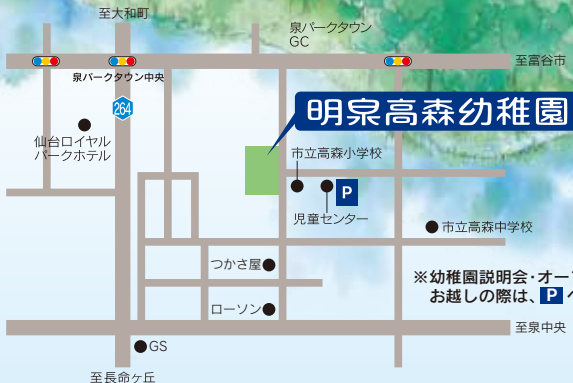 至大和町
泉パークタウン
GC
至富谷市
泉パークタウン中央
264
明泉高森幼稚園
仙台ロイヤル
パークホテル
市立高森小学校
P
児童センター
市立高森中学校
つかさ屋
※幼稚園説明会・オー
お越しの際は、P
ローソン
至泉中央
GS
至長命ヶ丘